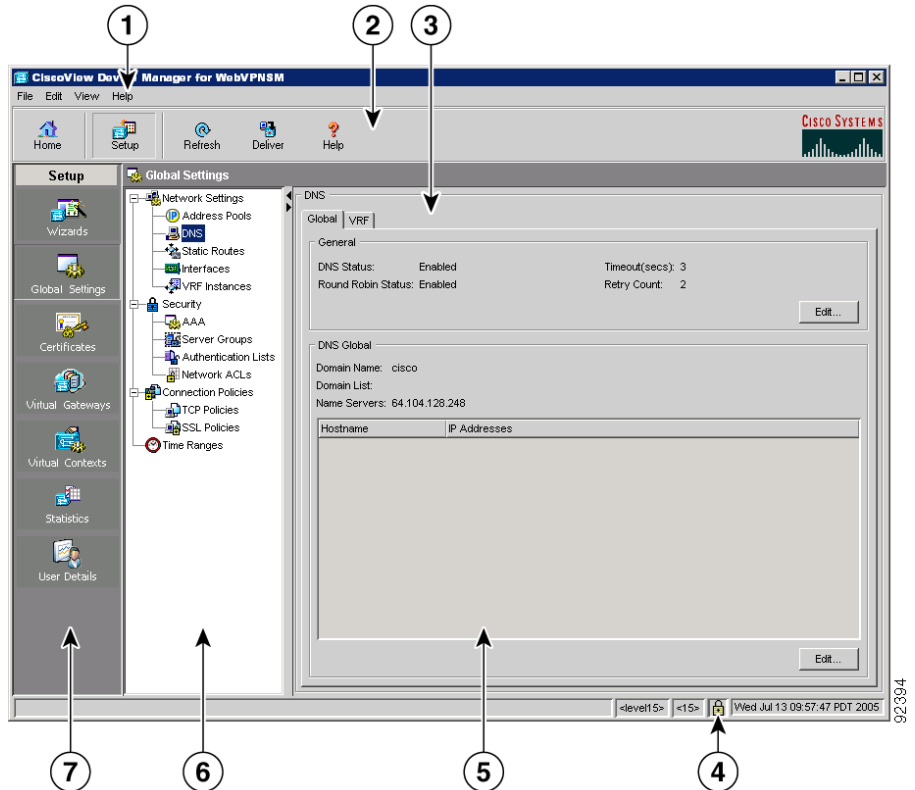 1 2 3
CiscoView Dev Manager for WebVPNSM
File Edit View Help
Home Setup Refresh Deliver Help
CISCO SYSTEMS
Setup
Global Settings
Wizards
Global Settings
Certificates
Virtual Gateways
Virtual Contexts
Statistics
User Details
Network Settings
Address Pools
DNS
Static Routes
Interfaces
VRF Instances
Security
AAA
Server Groups
Authentication Lists
Network ACLs
Connection Policies
TCP Policies
SSL Policies
Time Ranges
DNS
Global VRF
General
DNS Status: Enabled Timeout(secs): 3
Round Robin Status: Enabled Retry Count: 2
Edit...
DNS Global
Domain Name: cisco
Domain List:
Name Servers: 64.104.128.248
Hostname IP Addresses
Edit...
<level15> <15> Wed Jul 13 09:57:47 PDT 2005
92394
7 6 5 4